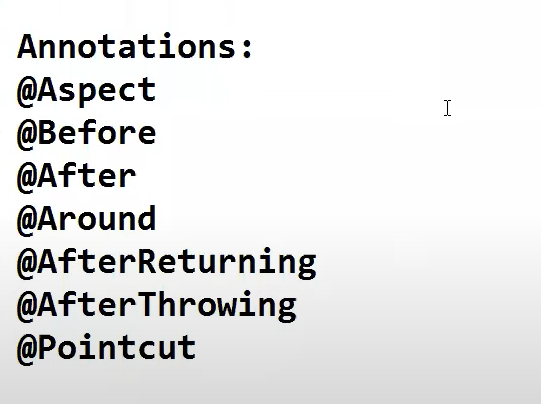 Annotations:
@Aspect
@Before
@After
@Around
@AfterReturning
@AfterThrowing
@Pointcut